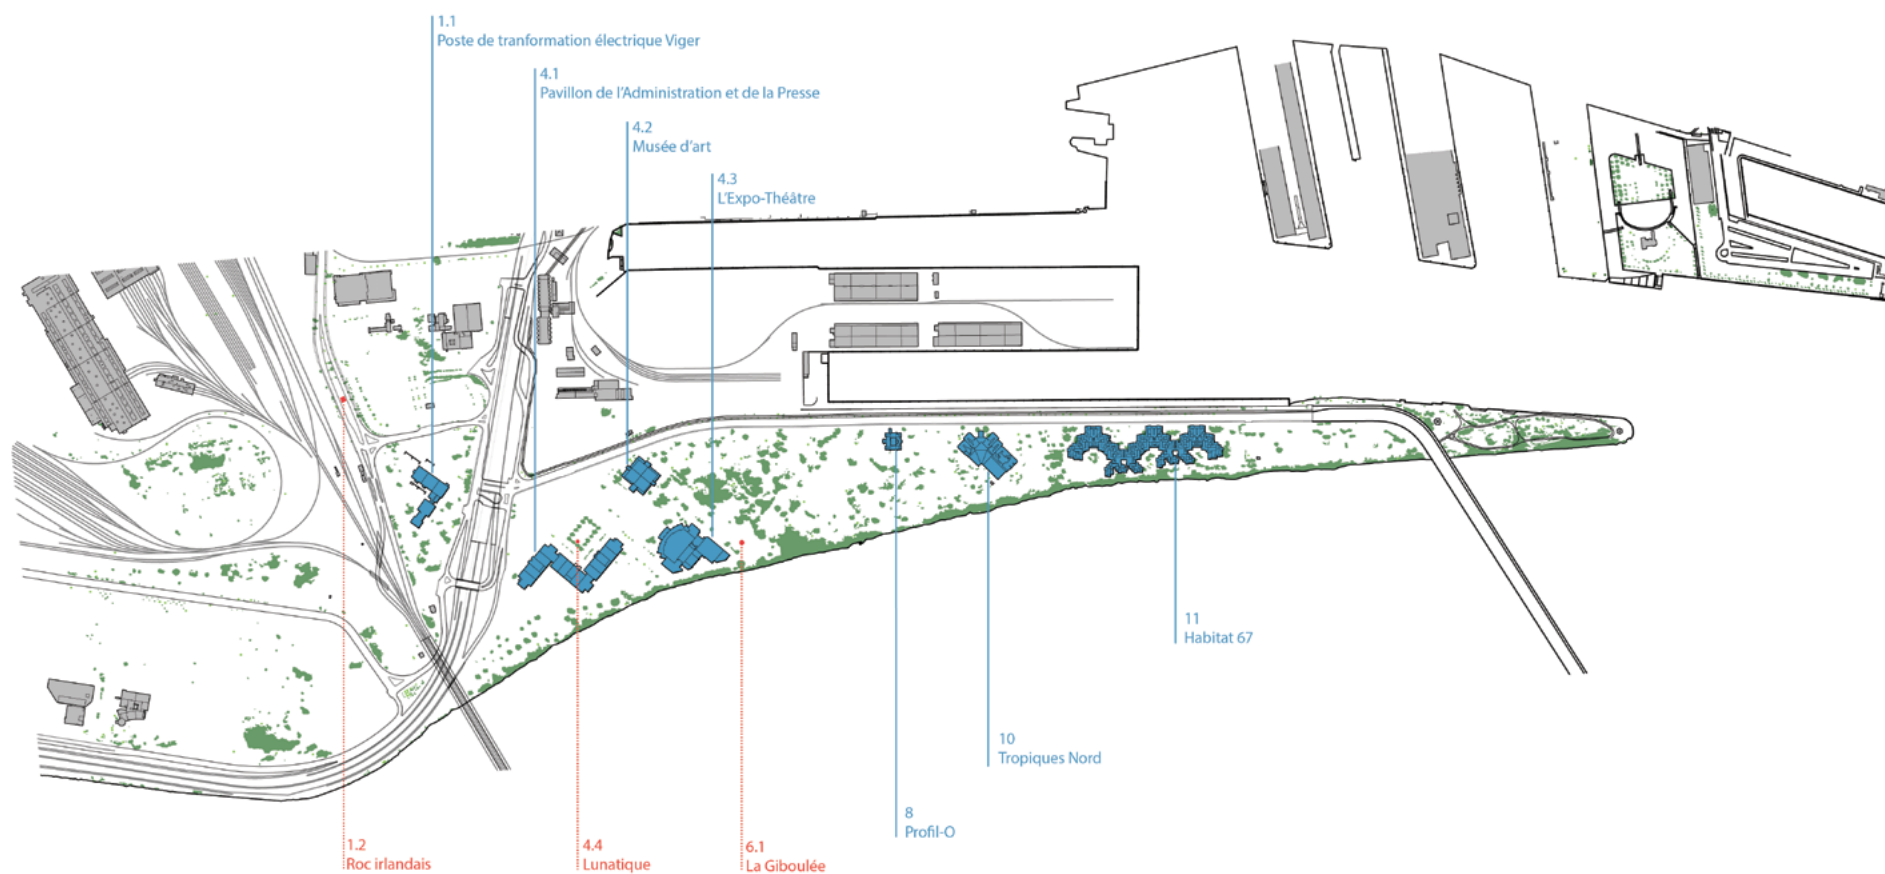 1.1
Poste de tranformation électrique Viger
4.1
Pavillon de l'Administration et de la Presse
4.2
Musée d'art
4.3
L'Expo-Théâtre
11
Habitat 67
10
Tropiques Nord
8
Profil-O
1.2
Roc irlandais
4.4
Lunatique
6.1
La Giboulée